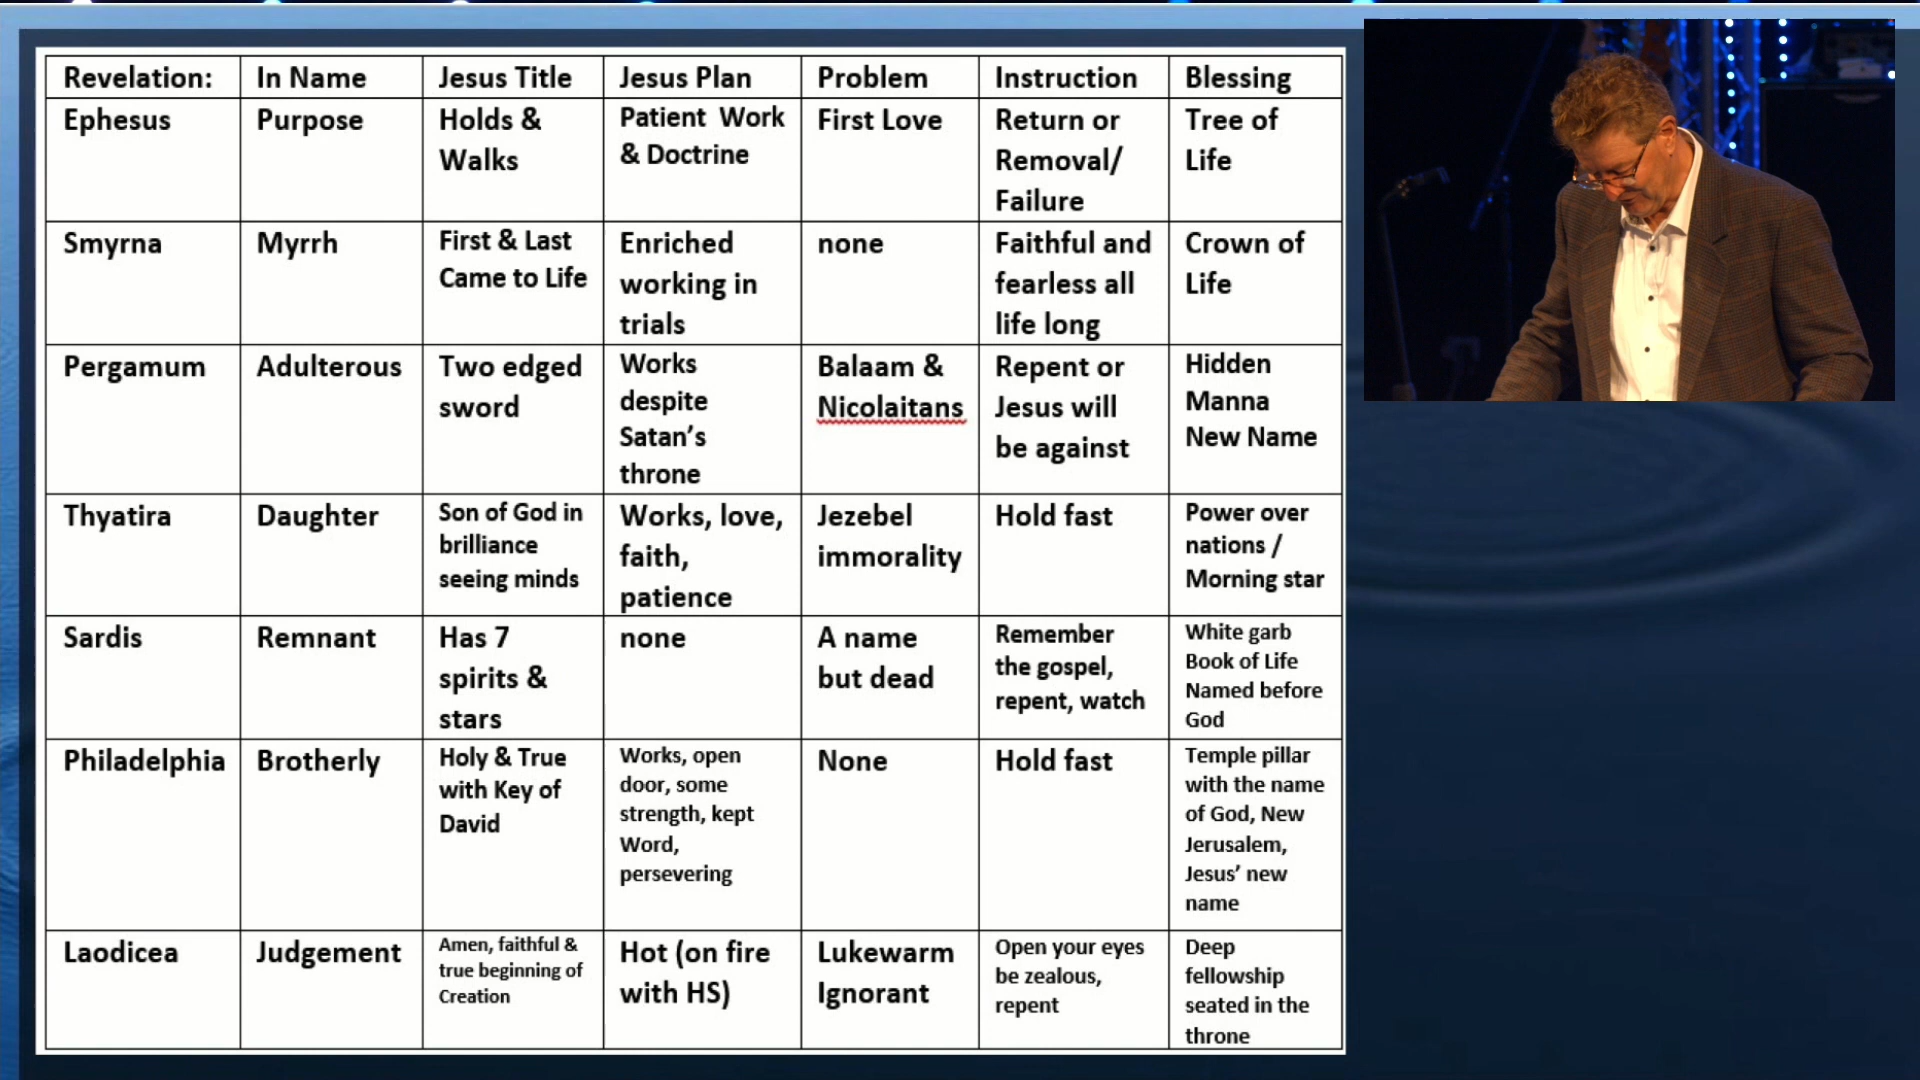 Revelation: In Name Jesus Title Jesus Plan Problem Instruction Blessing
Ephesus
Purpose
Holds &
Walks
Patient Work
& Doctrine
First Love
Return or
Removal/
Failure
Tree of
Life
Smyrna
Myrrh
First & Last
Came to Life
Enriched
working in
trials
none
Faithful and
fearless all
life long
Crown of
Life
Pergamum
Adulterous
Two edged
sword
Works
despite
Satan’s
throne
Balaam &
Nicolaitans
Repent or
Jesus will
be against
Hidden
Manna
New Name
Thyatira
Daughter
Son of God in
brilliance
seeing minds
Works, love,
faith,
patience
Jezebel
immorality
Hold fast
Power over
nations /
Morning star
Sardis
Remnant
Has 7
spirits &
stars
none
A name
but dead
Remember
the gospel,
repent, watch
White garb
Book of Life
Named before
God
Philadelphia
Brotherly
Holy & True
with Key of
David
Works, open
door, some
strength, kept
Word,
persevering
None
Hold fast
Temple pillar
with the name
of God, New
Jerusalem,
Jesus’ new
name
Laodicea
Judgement
Amen, faithful &
true beginning of
Creation
Hot (on fire
with HS)
Lukewarm
Ignorant
Open your eyes
be zealous,
repent
Deep
fellowship
seated in the
throne